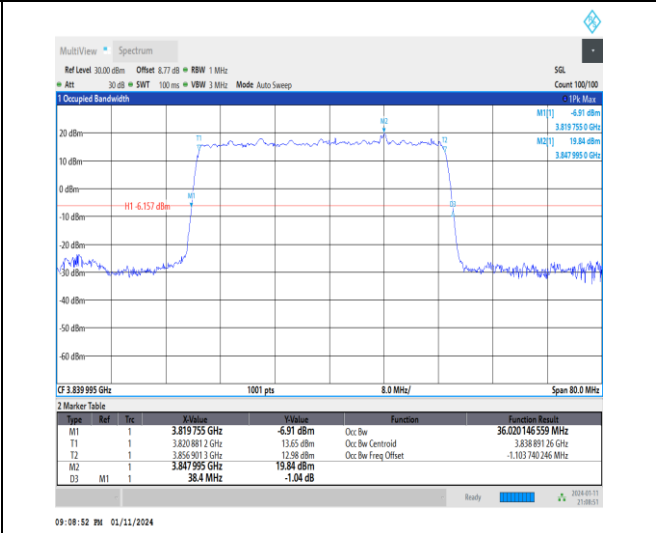 MultiView Spectrum
Ref Level 30.00 dBm Offset 8.77 dB RBW 1 MHz SGL
Att 30 dB SWT 100 ms VBW 3 MHz Mode Auto Sweep Count 100/100
1 Occupied Bandwidth 1Pk Max
M1[1] -6.91 dBm
3.819 755 0 GHz
M2[1] 19.84 dBm
3.847 995 0 GHz
M2
20 dBm
T1
T2
10 dBm
0 dBm
M1
H1 -6.157 dBm
D3
-10 dBm
-20 dBm
-30 dBm
-40 dBm
-50 dBm
-60 dBm
CF 3.839 995 GHz 1001 pts 8.0 MHz/ Span 80.0 MHz
2 Marker Table
Type Ref Trc X-Value Y-Value Function Function Result
M1 1 3.819 755 GHz -6.91 dBm Occ Bw 36.020 146 559 MHz
T1 1 3.820 881 2 GHz 13.65 dBm Occ Bw Centroid 3.838 891 26 GHz
T2 1 3.856 901 3 GHz 12.98 dBm Occ Bw Freq Offset -1.103 740 246 MHz
M2 1 3.847 995 GHz 19.84 dBm
D3 M1 1 38.4 MHz -1.04 dB
Ready 2024-01-11
21:08:51
09:08:52 PM 01/11/2024